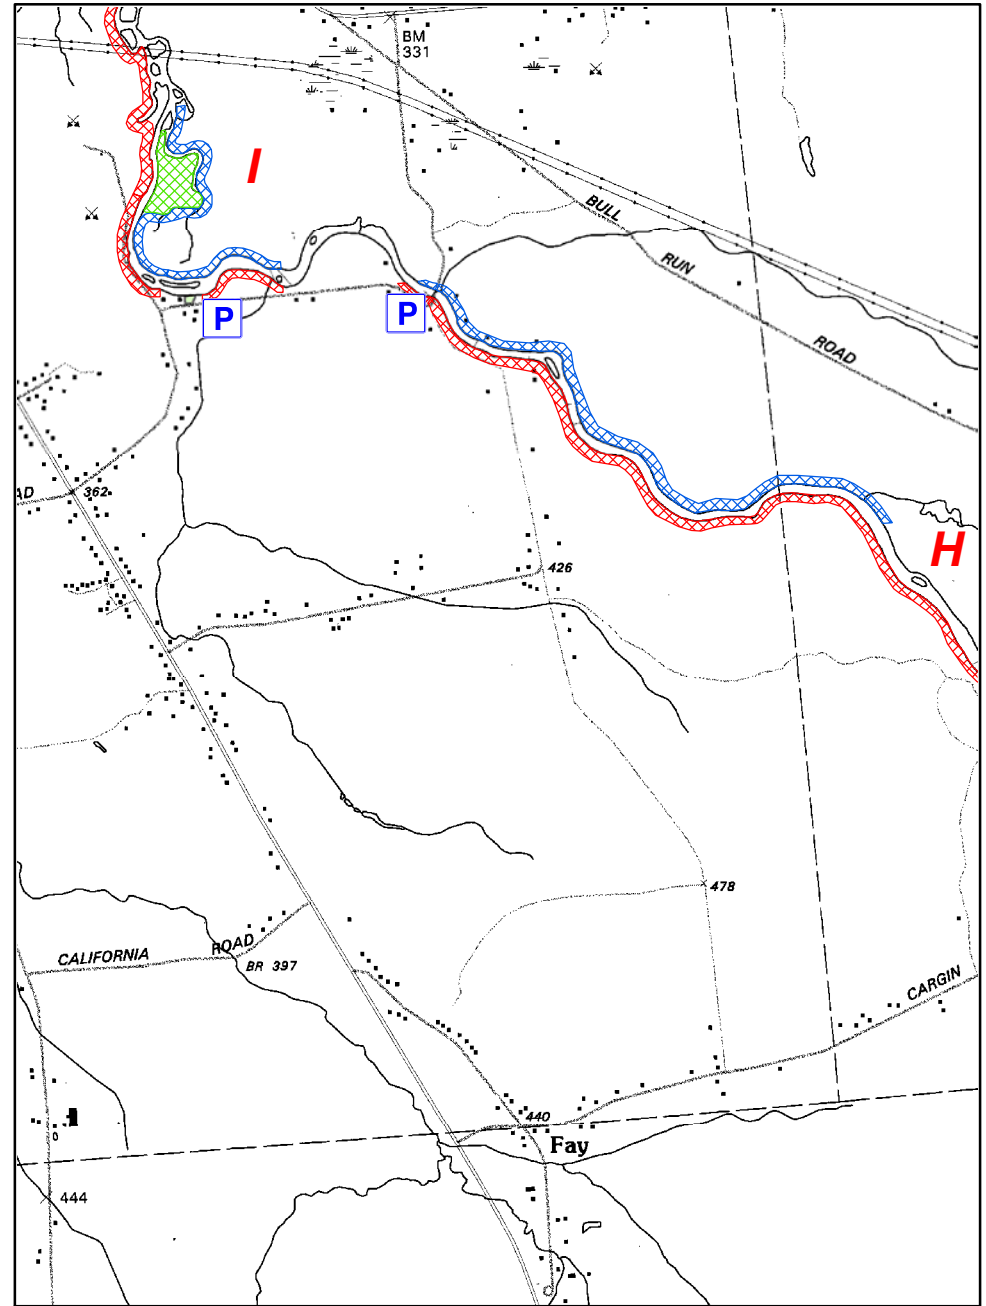 BM
331
I
BULL
RUN
ROAD
P
P
AD
362
H
426
478
CALIFORNIA
ROAD
BR 397
CARGIN
440
Fay
444